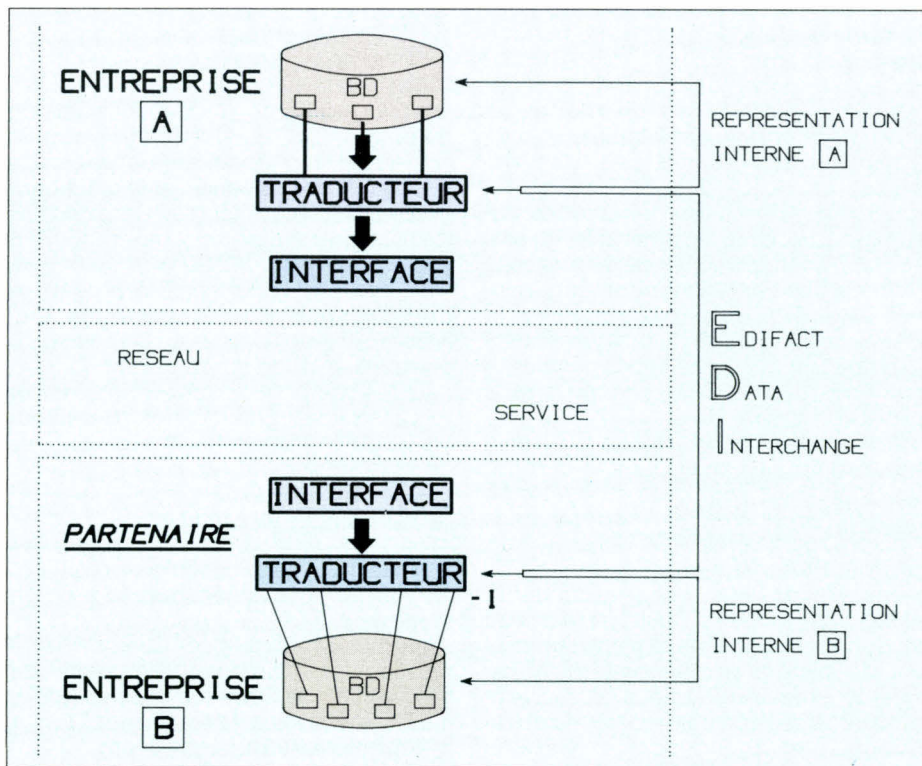 ENTREPRISE
A
BD
REPRESENTATION
INTERNE A
TRADUCTEUR
INTERFACE
RESEAU
SERVICE
EDIFACT
DATA
INTERCHANGE
INTERFACE
PARTENAIRE
TRADUCTEUR
-1
REPRESENTATION
INTERNE B
ENTREPRISE
B
BD